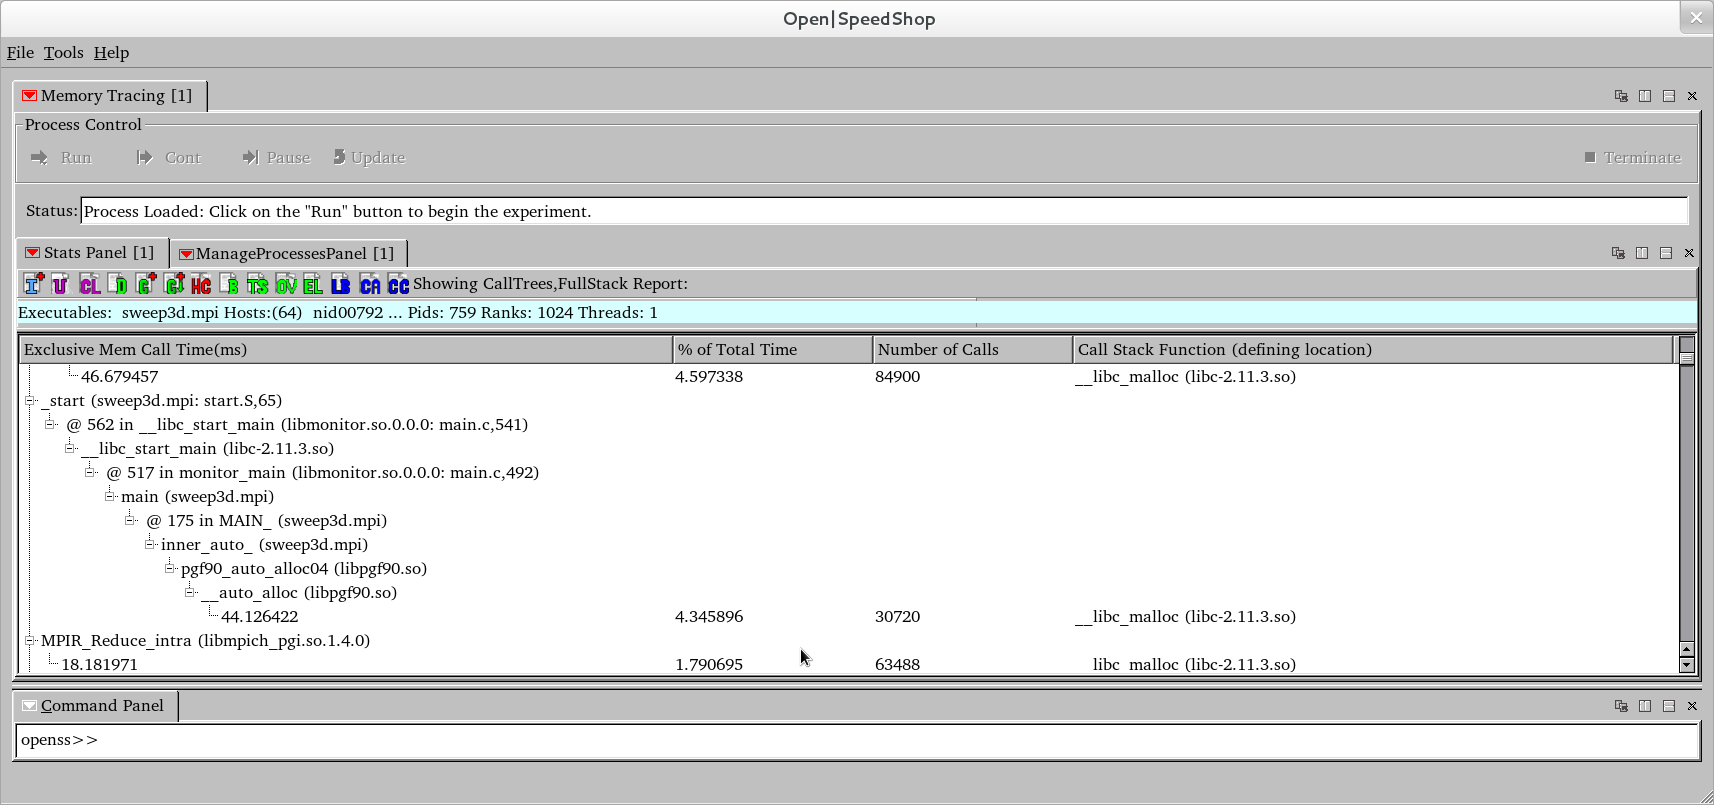 Open|SpeedShop
File Tools Help
Memory Tracing [1]
Process Control
Run Cont Pause Update Terminate
Status: Process Loaded: Click on the "Run" button to begin the experiment.
Stats Panel [1] ManageProcessesPanel [1]
I U CL D G G HC B TS OV EL LB CA CC Showing CallTrees,FullStack Report:
Executables: sweep3d.mpi Hosts:(64) nid00792 ... Pids: 759 Ranks: 1024 Threads: 1
Exclusive Mem Call Time(ms) % of Total Time Number of Calls Call Stack Function (defining location)
46.679457 4.597338 84900 __libc_malloc (libc-2.11.3.so)
_start (sweep3d.mpi: start.S,65)
@ 562 in __libc_start_main (libmonitor.so.0.0.0: main.c,541)
__libc_start_main (libc-2.11.3.so)
@ 517 in monitor_main (libmonitor.so.0.0.0: main.c,492)
main (sweep3d.mpi)
@ 175 in MAIN_ (sweep3d.mpi)
inner_auto_ (sweep3d.mpi)
pgf90_auto_alloc04 (libpgf90.so)
__auto_alloc (libpgf90.so)
44.126422 4.345896 30720 __libc_malloc (libc-2.11.3.so)
MPIR_Reduce_intra (libmpich_pgi.so.1.4.0)
18.181971 1.790695 63488 libc malloc (libc-2.11.3.so)
Command Panel
openss>>